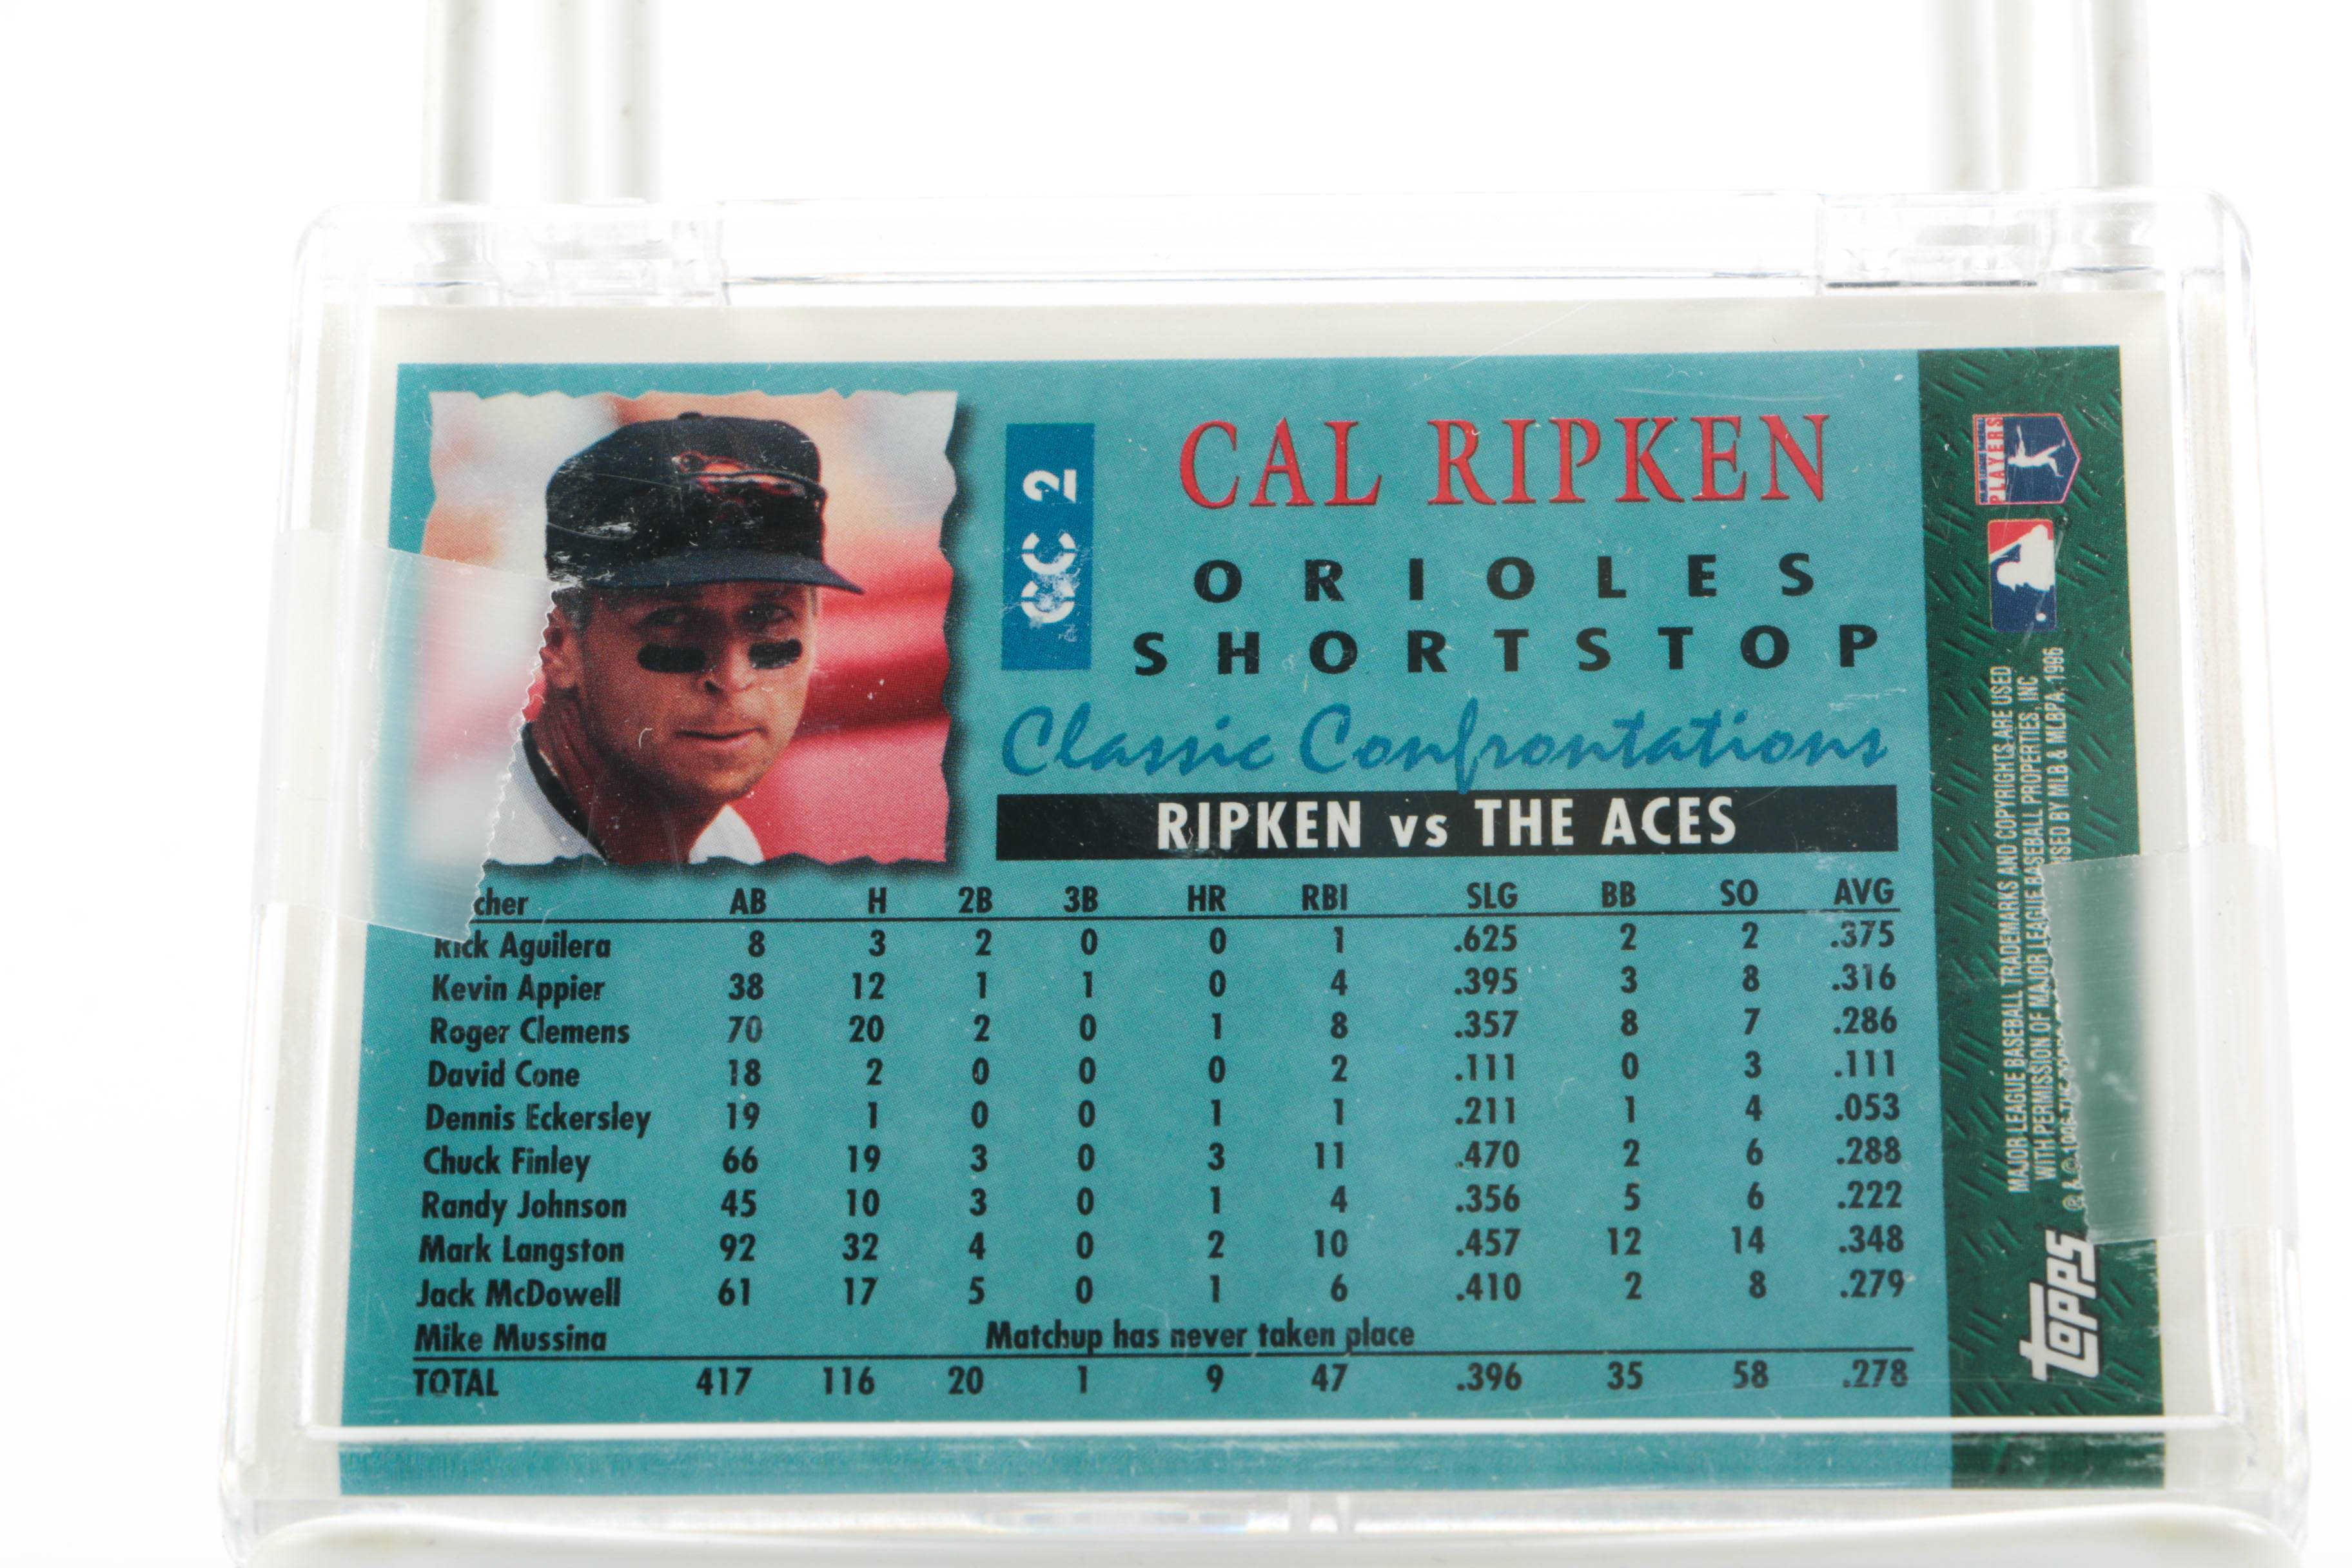 CC 2
CAL RIPKEN
ORIOLES
SHORTSTOP
Classic Confrontations
RIPKEN vs THE ACES
cher AB H 2B 3B HR RBI SLG BB SO AVG
Rick Aguilera 8 3 2 0 0 1 .625 2 2 .375
Kevin Appier 38 12 1 1 0 4 .395 3 8 .316
Roger Clemens 70 20 2 0 1 8 .357 8 7 .286
David Cone 18 2 0 0 0 2 .111 0 3 .111
Dennis Eckersley 19 1 0 0 1 1 .211 1 4 .053
Chuck Finley 66 19 3 0 3 11 .470 2 6 .288
Randy Johnson 45 10 3 0 1 4 .356 5 6 .222
Mark Langston 92 32 4 0 2 10 .457 12 14 .348
Jack McDowell 61 17 5 0 1 6 .410 2 8 .279
Mike Mussina Matchup has never taken place
TOTAL 417 116 20 1 9 47 .396 35 58 .278
PLAYERS
MAJOR LEAGUE BASEBALL TRADEMARKS AND COPYRIGHTS ARE USED
WITH PERMISSION OF MAJOR LEAGUE BASEBALL PROPERTIES, INC
BY MLB & MLBPA, 1996
TOPPS